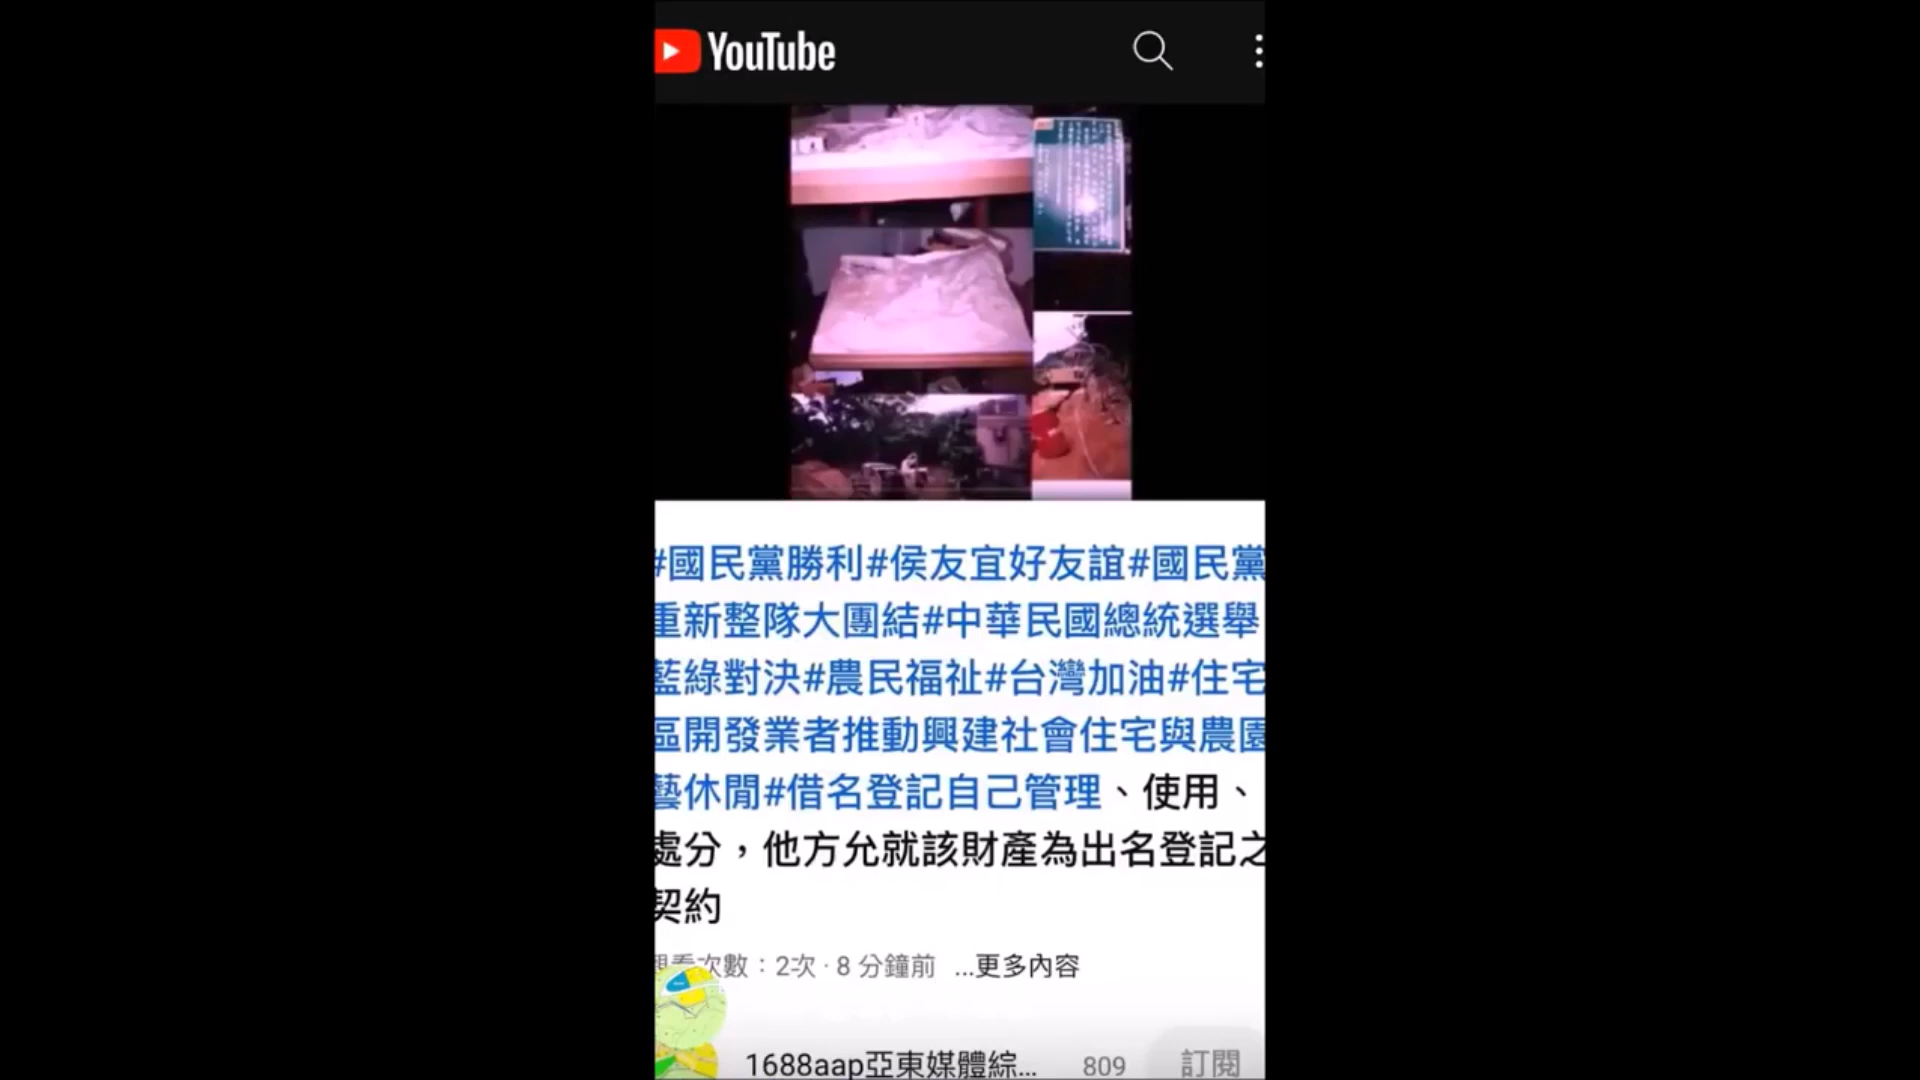 YouTube
#國民黨勝利#侯友宜好友誼#國民黨
重新整隊大團結#中華民國總統選舉
藍綠對決#農民福祉#台灣加油#住宅
區開發業者推動興建社會住宅與農園
藝休閒#借名登記自己管理、使用、
處分，他方允就該財產為出名登記之
契約
觀看次數：2次 · 8 分鐘前 ...更多內容
1688aap亞東媒體綜... 809 訂閱